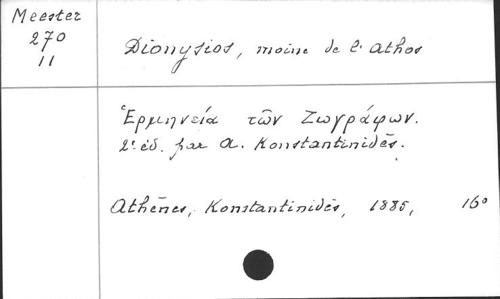 Meester
270
11
Dionysios, moine de l'Athos
Ἑρμηνεία τῶν Ζωγράφων.
2e éd. par A. Konstantinidès.
Athènes, Konstantinidès, 1885, 16°